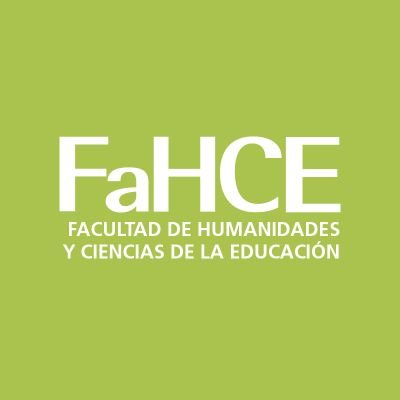 FaHCE
FACULTAD DE HUMANIDADES
Y CIENCIAS DE LA EDUCACIÓN